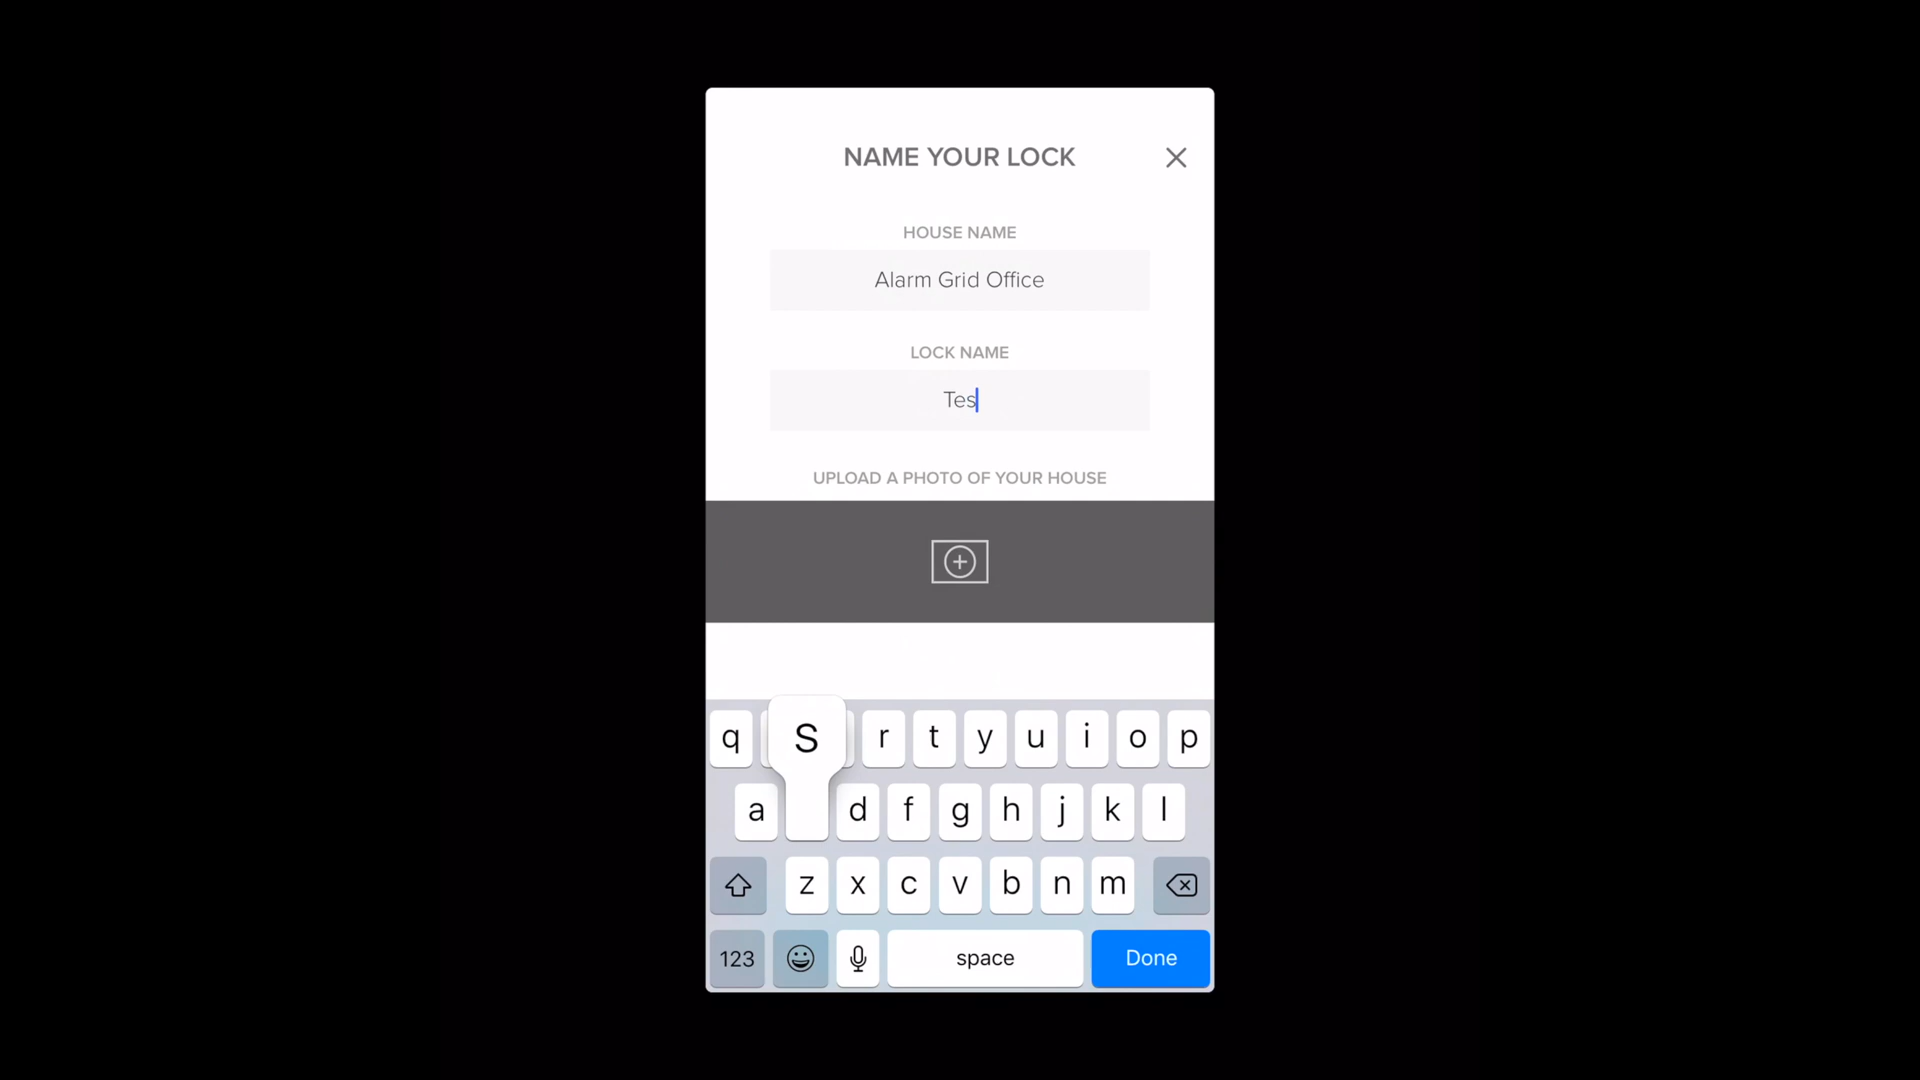 NAME YOUR LOCK
HOUSE NAME
Alarm Grid Office
LOCK NAME
Tes
UPLOAD A PHOTO OF YOUR HOUSE
q S r t y u i o p
a d f g h j k l
z x c v b n m
123 space Done